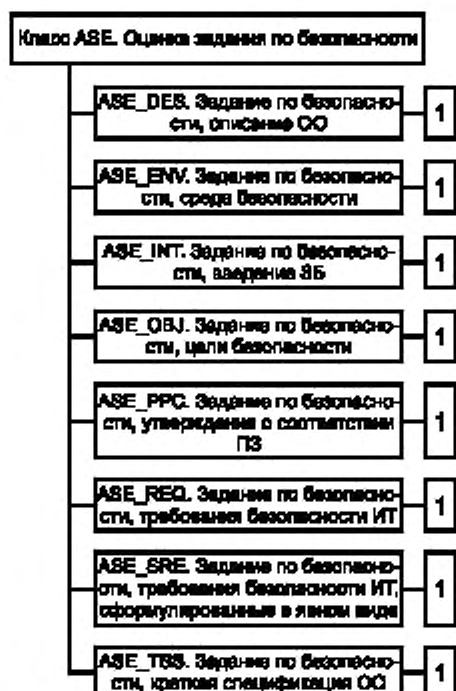 Класс ASE. Оценка задания по безопасности
ASE_DES. Задание по безопасно-
сти, описание ОО
1
ASE_ENV. Задание по безопасно-
сти, среда безопасности
1
ASE_INT. Задание по безопасно-
сти, введение ЗБ
1
ASE_OBJ. Задание по безопасно-
сти, цели безопасности
1
ASE_PPC. Задание по безопасно-
сти, утверждения о соответствии
ПЗ
1
ASE_REQ. Задание по безопасно-
сти, требования безопасности ИТ
1
ASE_SRE. Задание по безопасно-
сти, требования безопасности ИТ,
сформулированные в явном виде
1
ASE_TSS. Задание по безопасно-
сти, краткая спецификация ОО
1